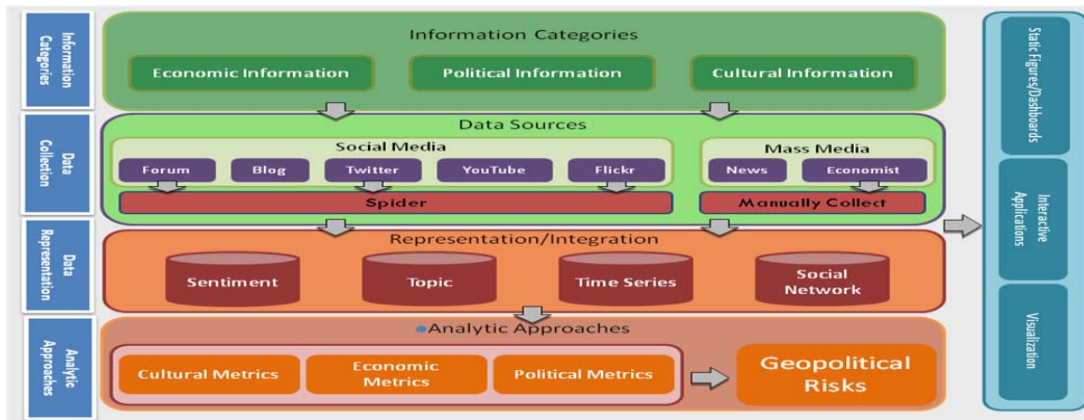 Information
Categories
Information Categories
Economic Information
Political Information
Cultural Information
Data
Collection
Data Sources
Social Media
Forum
Blog
Twitter
YouTube
Flickr
Spider
Mass Media
News
Economist
Manually Collect
Data
Representation
Representation/Integration
Sentiment
Topic
Time Series
Social
Network
Analytic
Approaches
Analytic Approaches
Cultural Metrics
Economic
Metrics
Political Metrics
Geopolitical
Risks
Static Figures/Dashboards
Interactive
Applications
Visualization